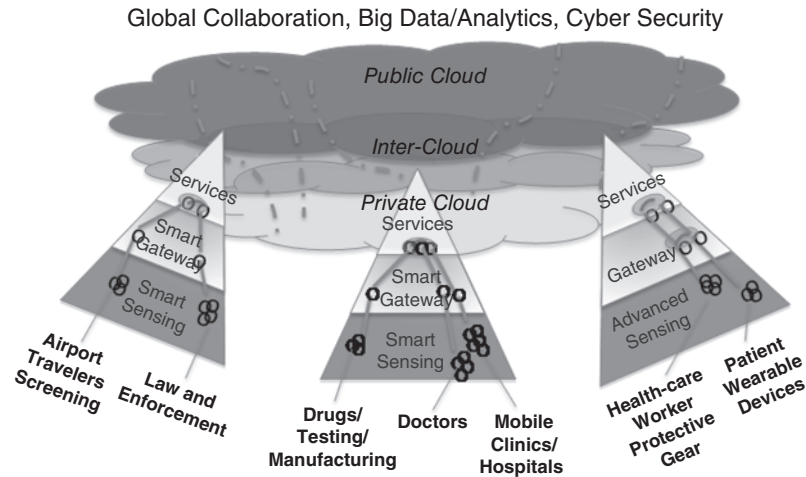 Global Collaboration, Big Data/Analytics, Cyber Security
Public Cloud
Inter-Cloud
Private Cloud
Services
Smart
Gateway
Smart
Sensing
Airport
Travelers
Screening
Law and
Enforcement
Services
Smart
Gateway
Smart
Sensing
Drugs/
Testing/
Manufacturing
Doctors
Mobile
Clinics/
Hospitals
Services
Gateway
Advanced
Sensing
Health-care
Worker
Protective
Gear
Patient
Wearable
Devices